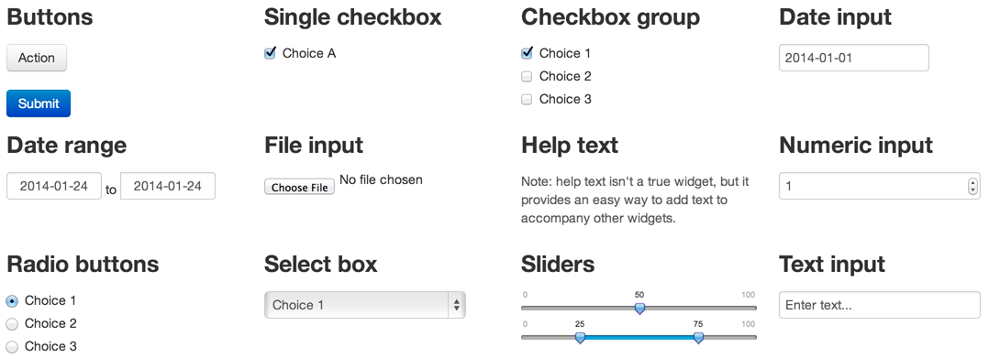 Buttons
Action
Submit
Single checkbox
Choice A
Checkbox group
Choice 1
Choice 2
Choice 3
Date input
2014-01-01
Date range
2014-01-24 to 2014-01-24
File input
Choose File No file chosen
Help text
Note: help text isn't a true widget, but it
provides an easy way to add text to
accompany other widgets.
Numeric input
1
Radio buttons
Choice 1
Choice 2
Choice 3
Select box
Choice 1
Sliders
0 50 100
0 25 75 100
Text input
Enter text...